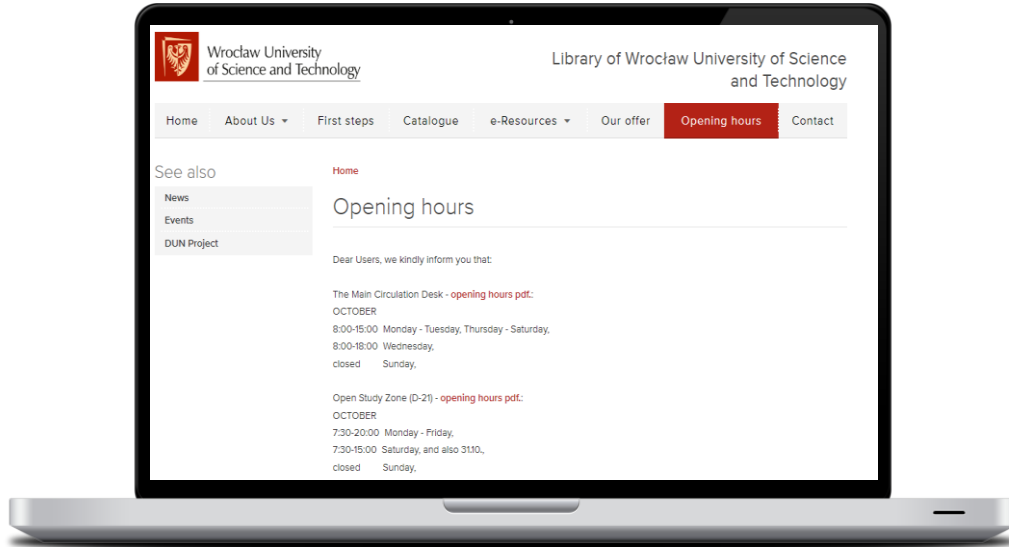 Wrocław University
of Science and Technology
Library of Wrocław University of Science
and Technology
Home About Us First steps Catalogue e-Resources Our offer Opening hours Contact
See also
News
Events
DUN Project
Home
Opening hours
Dear Users, we kindly inform you that:
The Main Circulation Desk - opening hours pdf.:
OCTOBER
8:00-15:00 Monday - Tuesday, Thursday - Saturday,
8:00-18:00 Wednesday,
closed Sunday,
Open Study Zone (D-21) - opening hours pdf.:
OCTOBER
7:30-20:00 Monday - Friday,
7:30-15:00 Saturday, and also 31.10.,
closed Sunday,